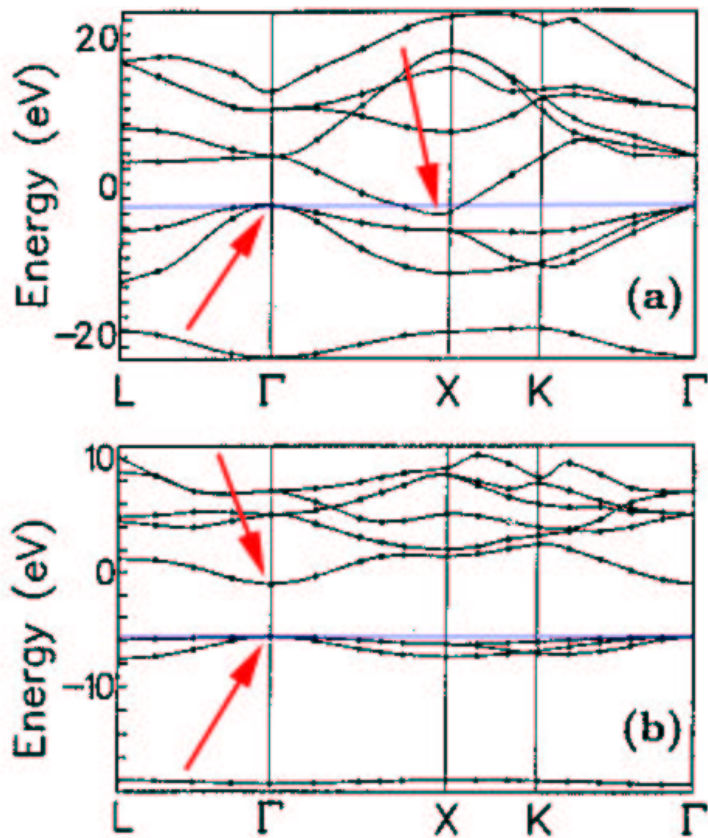 20
0
−20
Energy (eV)
(a)
L Γ X K Γ
10
0
−10
Energy (eV)
(b)
L Γ X K Γ